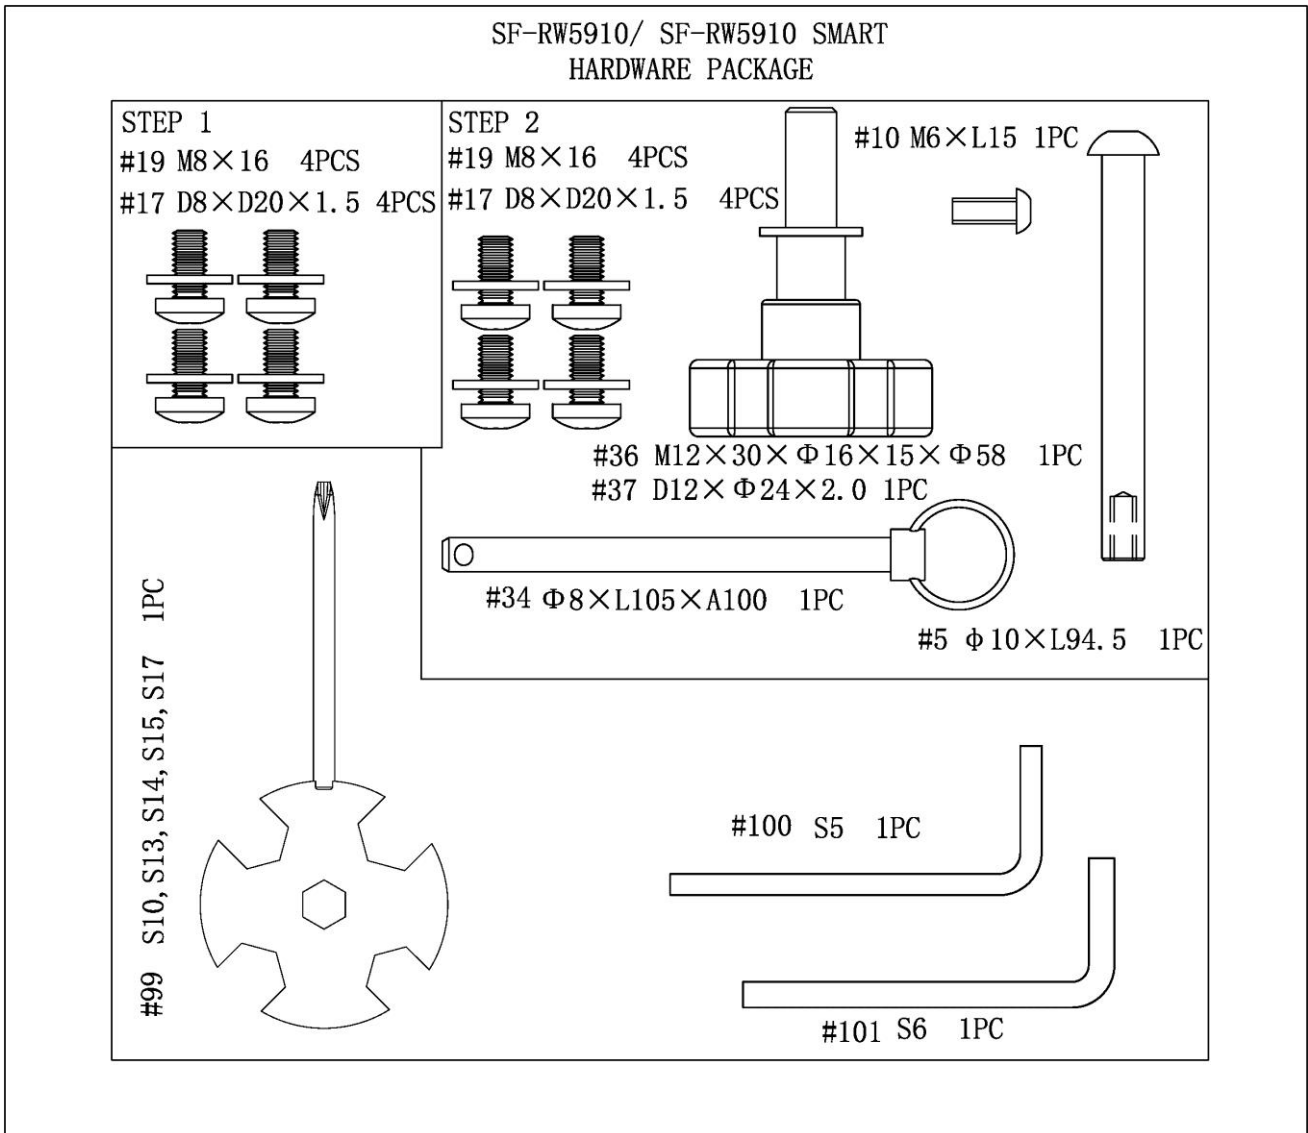 SF-RW5910/ SF-RW5910 SMART
HARDWARE PACKAGE
STEP 1
#19 M8×16 4PCS
#17 D8×D20×1.5 4PCS
STEP 2
#19 M8×16 4PCS
#17 D8×D20×1.5 4PCS
#10 M6×L15 1PC
#36 M12×30×Φ16×15×Φ58 1PC
#37 D12×Φ24×2.0 1PC
#34 Φ8×L105×A100 1PC
#5 ϕ10×L94.5 1PC
#99 S10,S13,S14,S15,S17 1PC
#100 S5 1PC
#101 S6 1PC